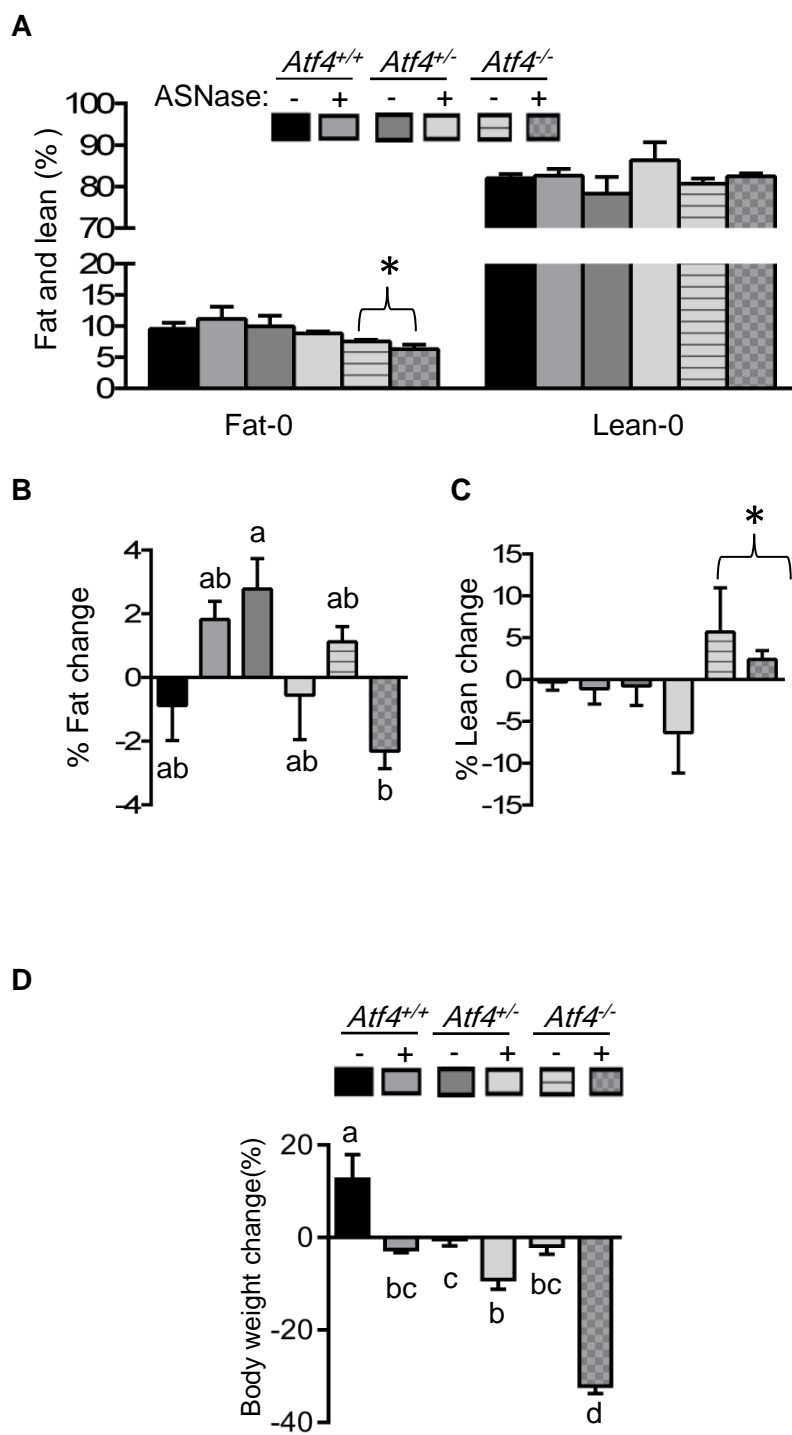 A
Atf4+/+ Atf4+/- Atf4-/-
ASNase: - + - + - +
Fat and lean (%)
100
90
80
70
20
15
10
5
0
*
Fat-0 Lean-0
B
% Fat change
4
2
0
-2
-4
ab
ab
a
ab
ab
b
C
% Lean change
15
10
5
0
-5
-10
-15
*
D
Atf4+/+ Atf4+/- Atf4-/-
- + - + - +
Body weight change(%)
20
0
-20
-40
a
bc
c
b
bc
d